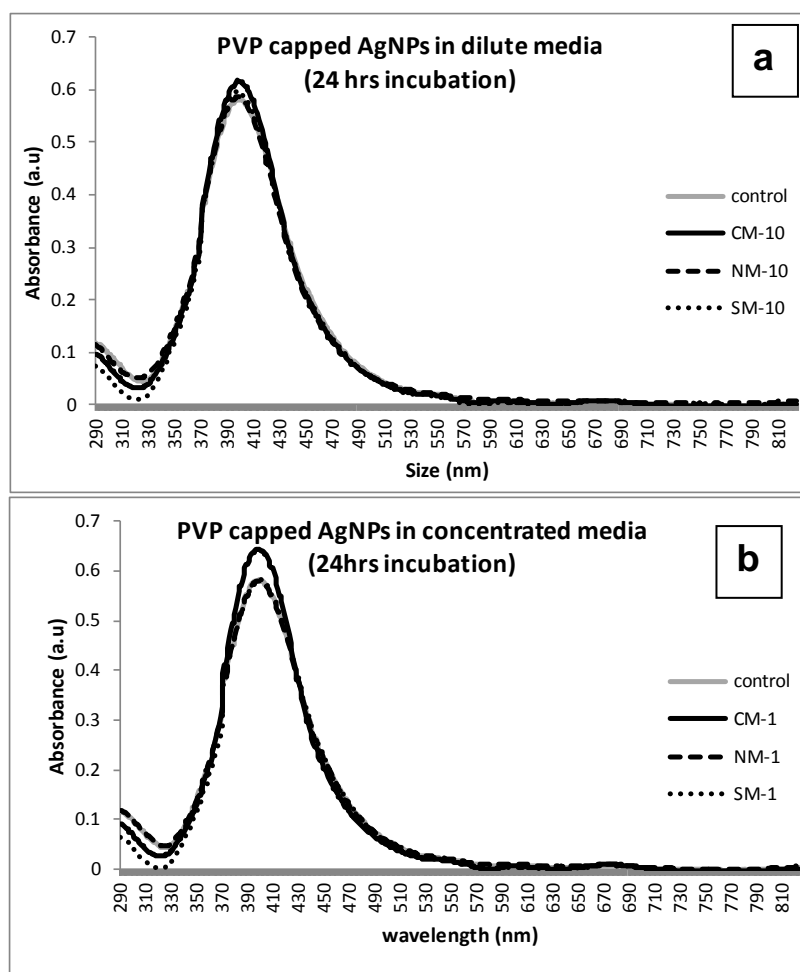 PVP capped AgNPs in dilute media
(24 hrs incubation)
a
Absorbance (a.u)
0.7
0.6
0.5
0.4
0.3
0.2
0.1
0
control
CM-10
NM-10
SM-10
290 310 330 350 370 390 410 430 450 470 490 510 530 550 570 590 610 630 650 670 690 710 730 750 770 790 810
Size (nm)
PVP capped AgNPs in concentrated media
(24hrs incubation)
b
Absorbance (a.u)
0.7
0.6
0.5
0.4
0.3
0.2
0.1
0
control
CM-1
NM-1
SM-1
290 310 330 350 370 390 410 430 450 470 490 510 530 550 570 590 610 630 650 670 690 710 730 750 770 790 810
wavelength (nm)